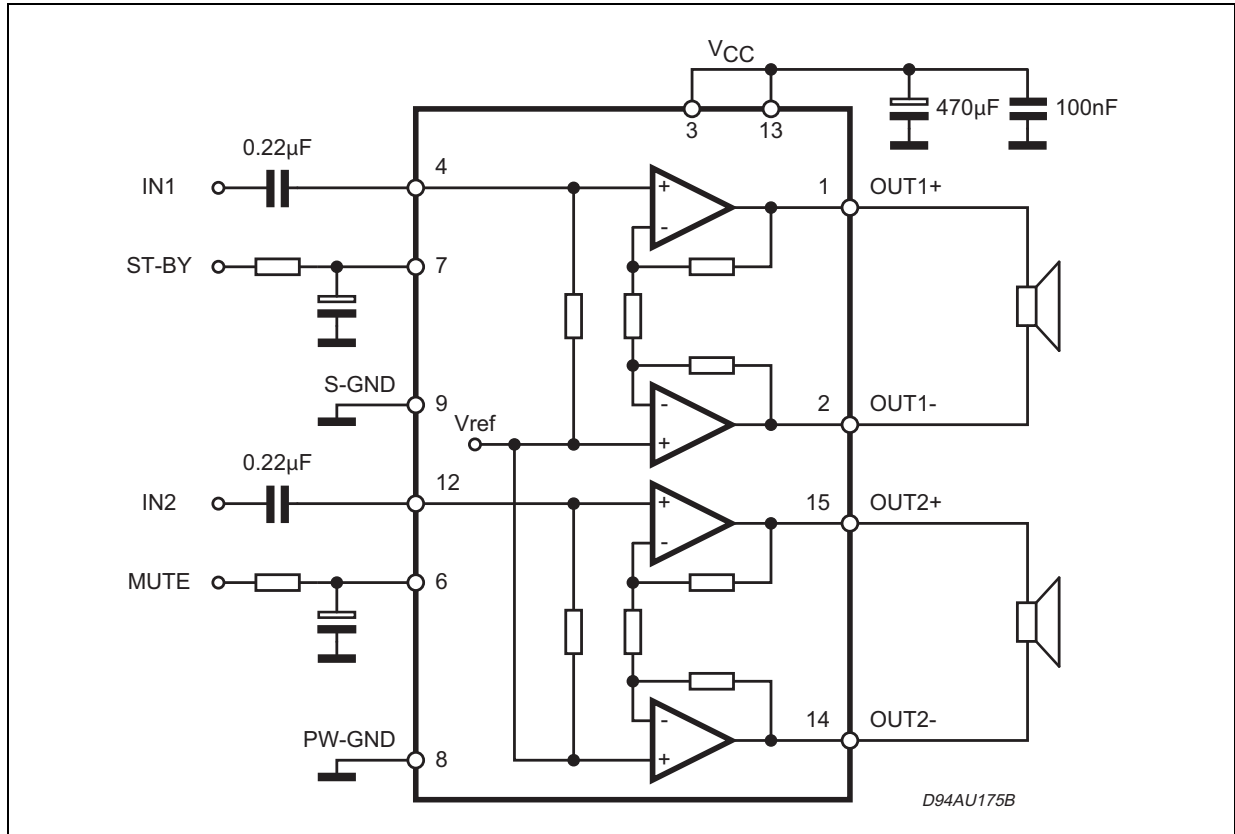 VCC
3
13
470µF
100nF
0.22µF
IN1
4
1
OUT1+
+
-
ST-BY
7
S-GND
9
Vref
-
+
2
OUT1-
0.22µF
IN2
12
+
-
15
OUT2+
MUTE
6
-
+
14
OUT2-
PW-GND
8
D94AU175B